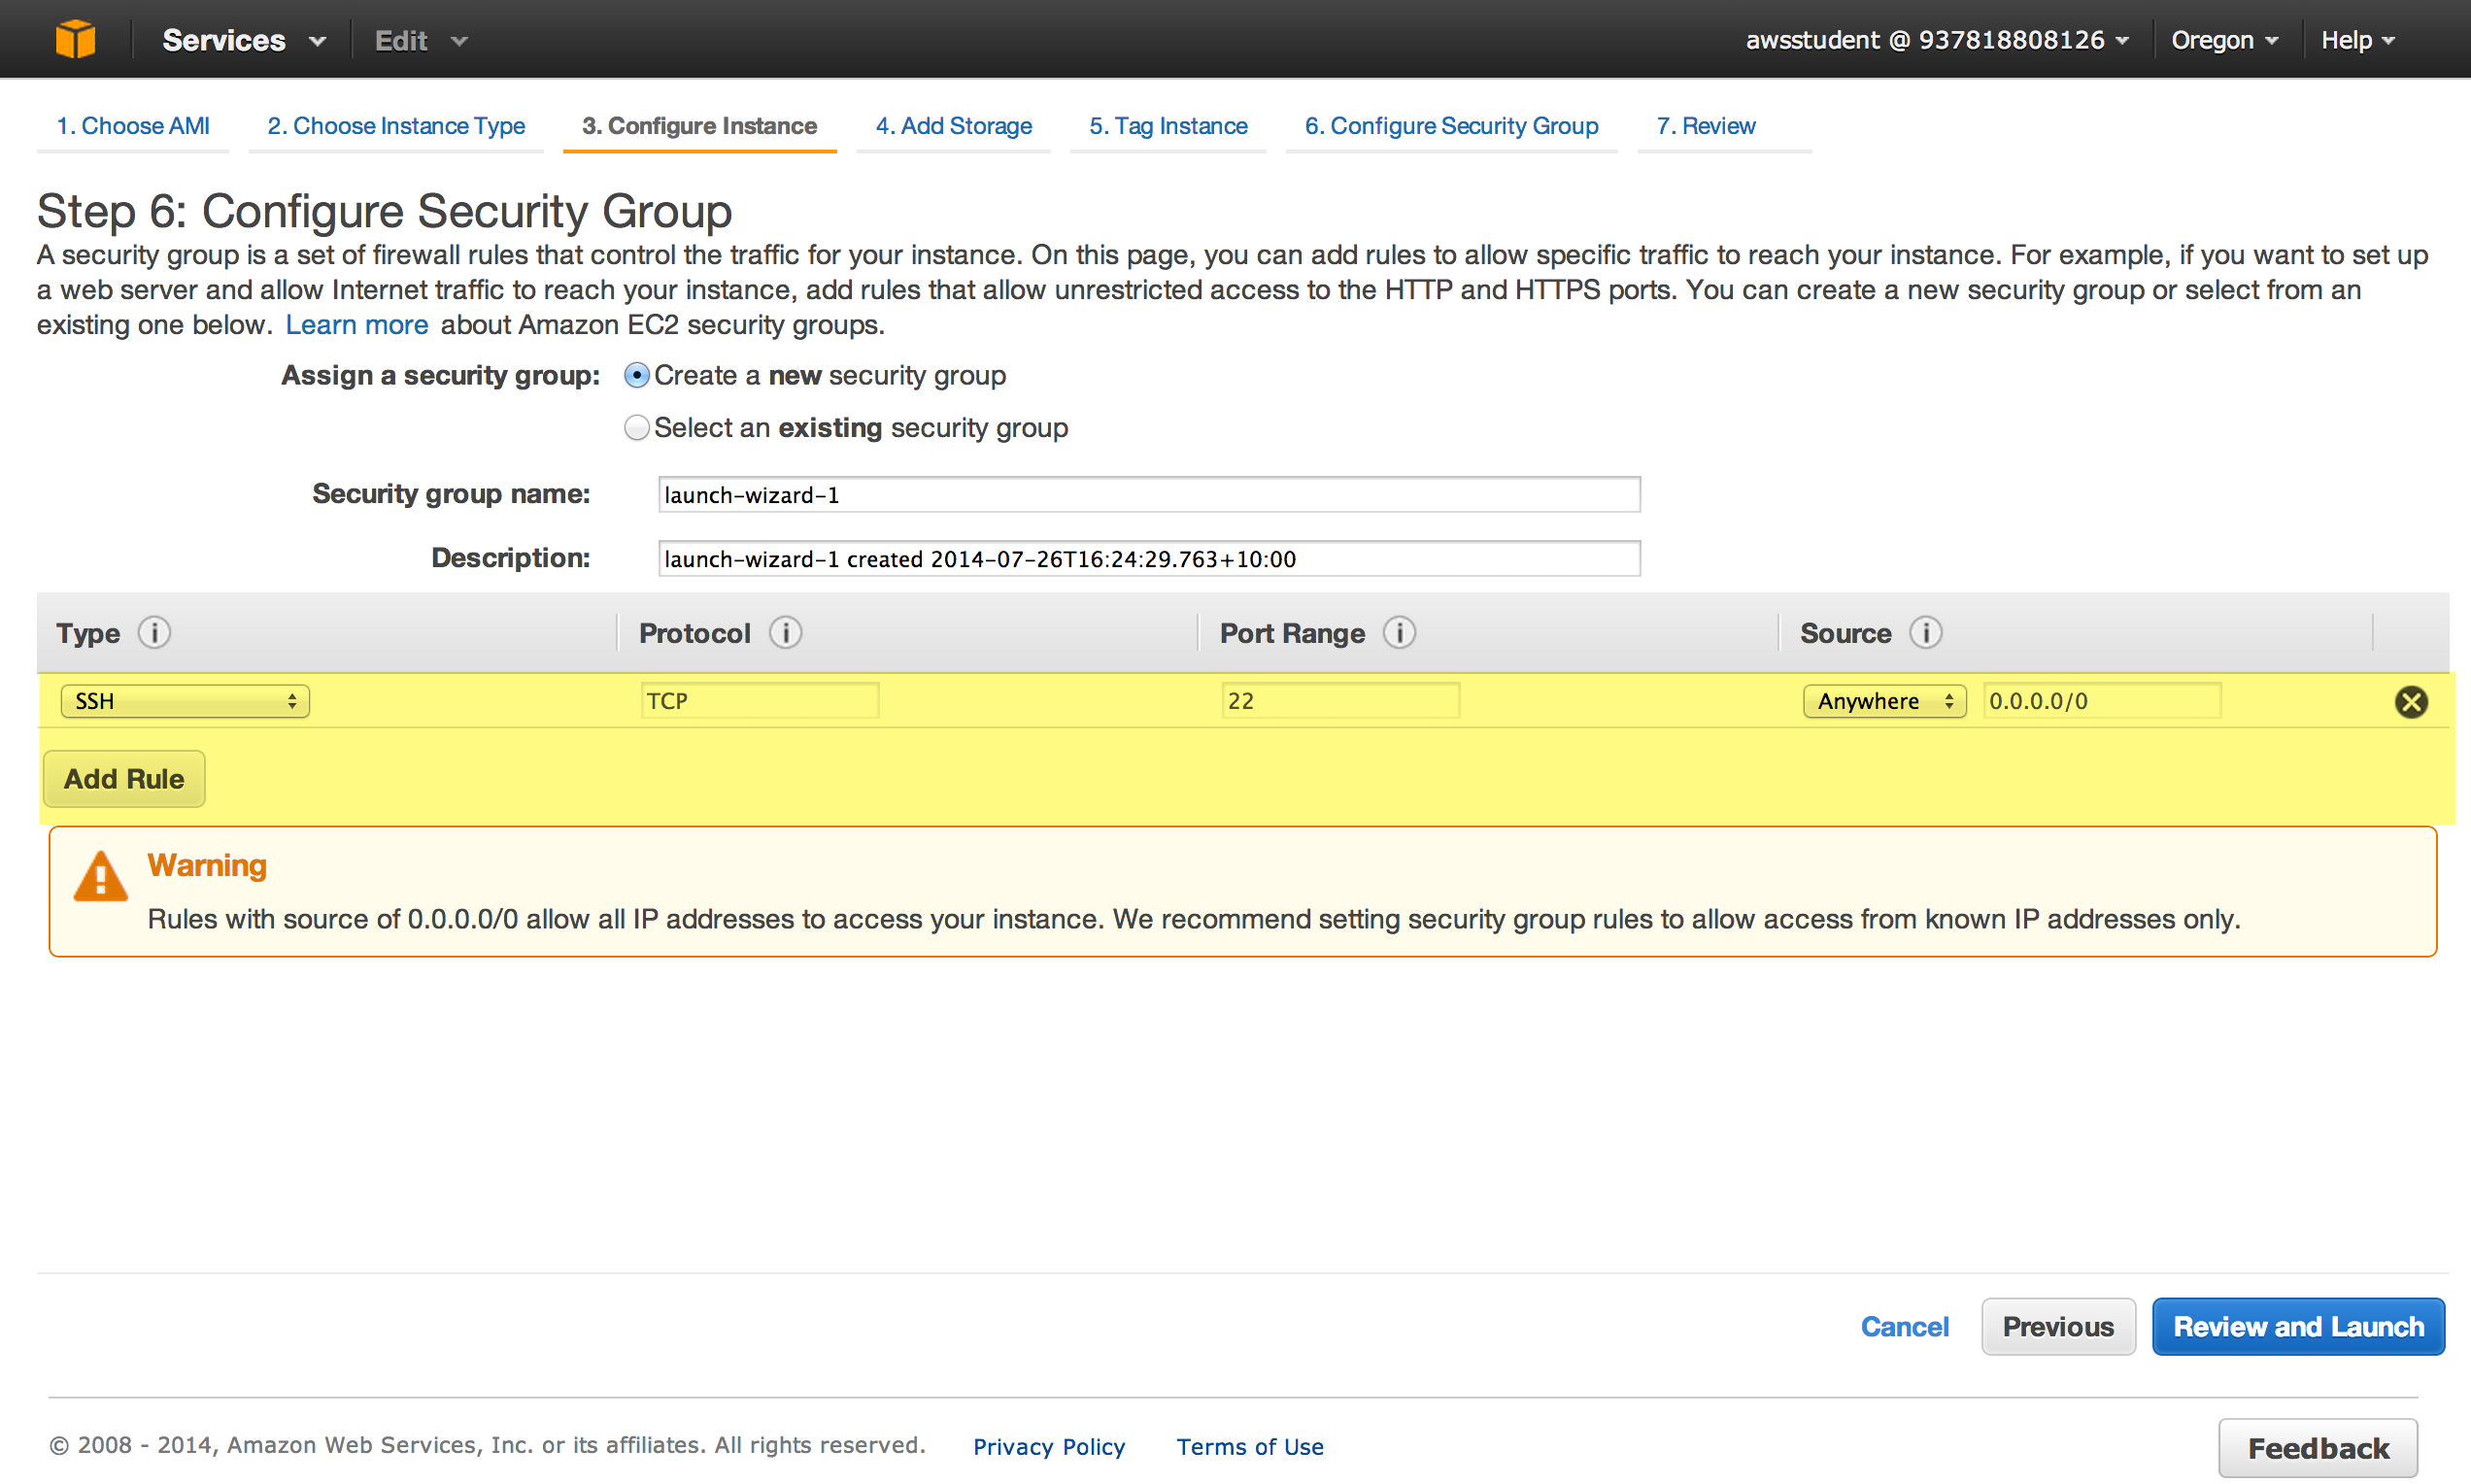 Services Edit awsstudent @ 937818808126 Oregon Help
1. Choose AMI 2. Choose Instance Type 3. Configure Instance 4. Add Storage 5. Tag Instance 6. Configure Security Group 7. Review
Step 6: Configure Security Group
A security group is a set of firewall rules that control the traffic for your instance. On this page, you can add rules to allow specific traffic to reach your instance. For example, if you want to set up
a web server and allow Internet traffic to reach your instance, add rules that allow unrestricted access to the HTTP and HTTPS ports. You can create a new security group or select from an
existing one below. Learn more about Amazon EC2 security groups.
Assign a security group: Create a new security group
Select an existing security group
Security group name: launch-wizard-1
Description: launch-wizard-1 created 2014-07-26T16:24:29.763+10:00
Type i Protocol i Port Range i Source i
SSH TCP 22 Anywhere 0.0.0.0/0
Add Rule
Warning
Rules with source of 0.0.0.0/0 allow all IP addresses to access your instance. We recommend setting security group rules to allow access from known IP addresses only.
Cancel Previous Review and Launch
© 2008 - 2014, Amazon Web Services, Inc. or its affiliates. All rights reserved. Privacy Policy Terms of Use Feedback